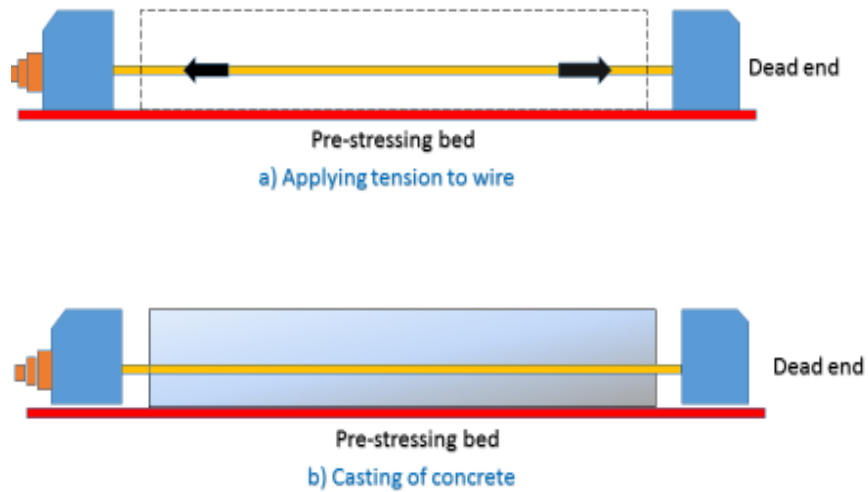 Dead end
Pre-stressing bed
a) Applying tension to wire
Dead end
Pre-stressing bed
b) Casting of concrete